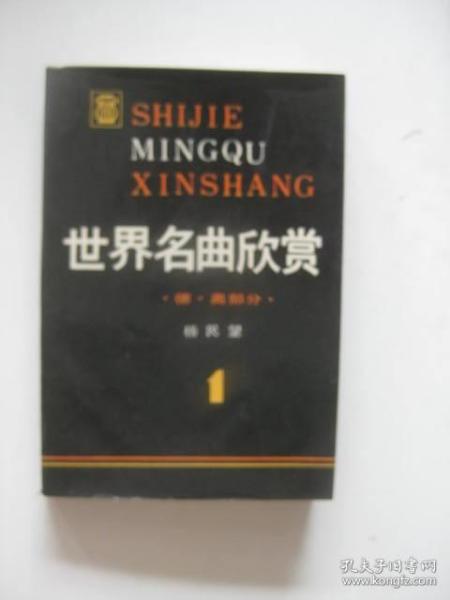 SHIJIE
MINGQU
XINSHANG
世界名曲欣赏
·德·奥部分·
杨民望
1
孔夫子旧书网
www.kongfz.com